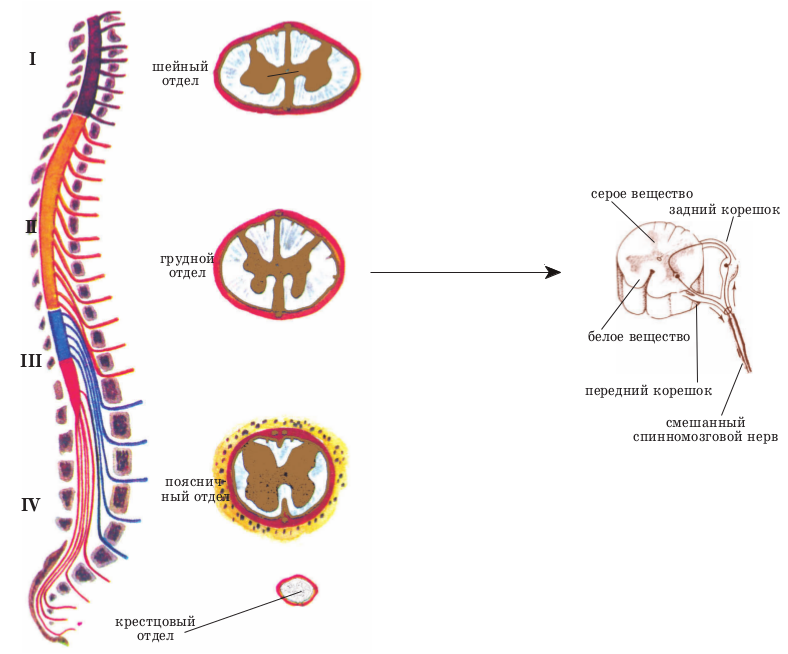 I
II
III
IV
шейный
отдел
грудной
отдел
пояснич-
ный отдел
крестцовый
отдел
серое вещество
задний корешок
белое вещество
передний корешок
смешанный
спинномозговой нерв